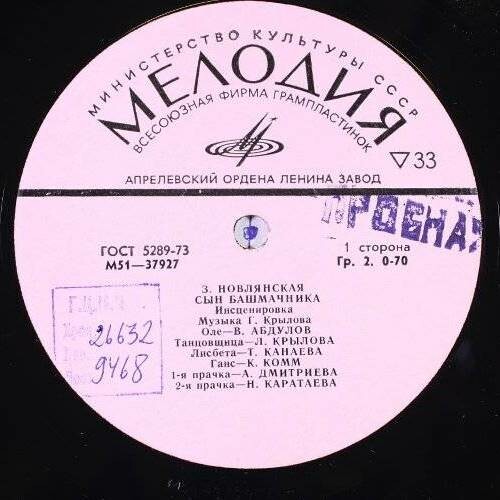 МИНИСТЕРСТВО КУЛЬТУРЫ СССР
МЕЛОДИЯ
ВСЕСОЮЗНАЯ ФИРМА ГРАМПЛАСТИНОК
▽33
АПРЕЛЕВСКИЙ ОРДЕНА ЛЕНИНА ЗАВОД
ПРОБНАЯ
ГОСТ 5289-73
М51—37927
1 сторона
Гр. 2. 0-70
З. НОВЛЯНСКАЯ
СЫН БАШМАЧНИКА
Инсценировка
Музыка Г. Крылова
Оле—В. АБДУЛОВ
Танцовщица—Л. КРЫЛОВА
Лисбета—Т. КАНАЕВА
Ганс—К. КОММ
1-я прачка—А. ДМИТРИЕВА
2-я прачка—Н. КАРАТАЕВА
26632
9468